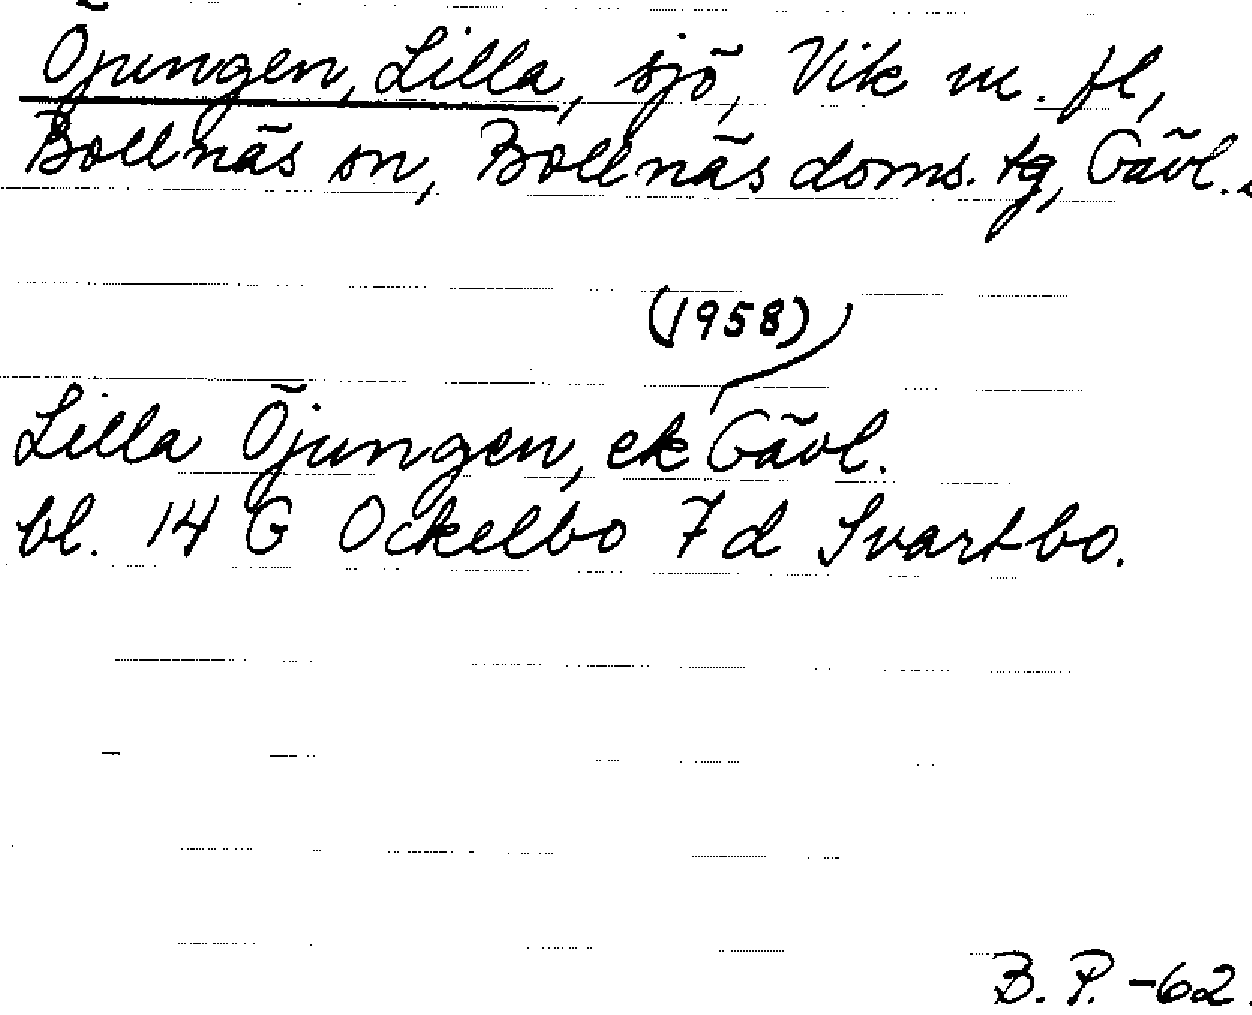 Öjungen, Lilla, sjö, Vik m. fl,
Bollnäs sn, Bollnäs doms. tg, Gävl..
(1958)
Lilla Öjungen, ek Gävl.
bl. 14 G Ockelbo 7 d Svartbo.
B. P. -62.